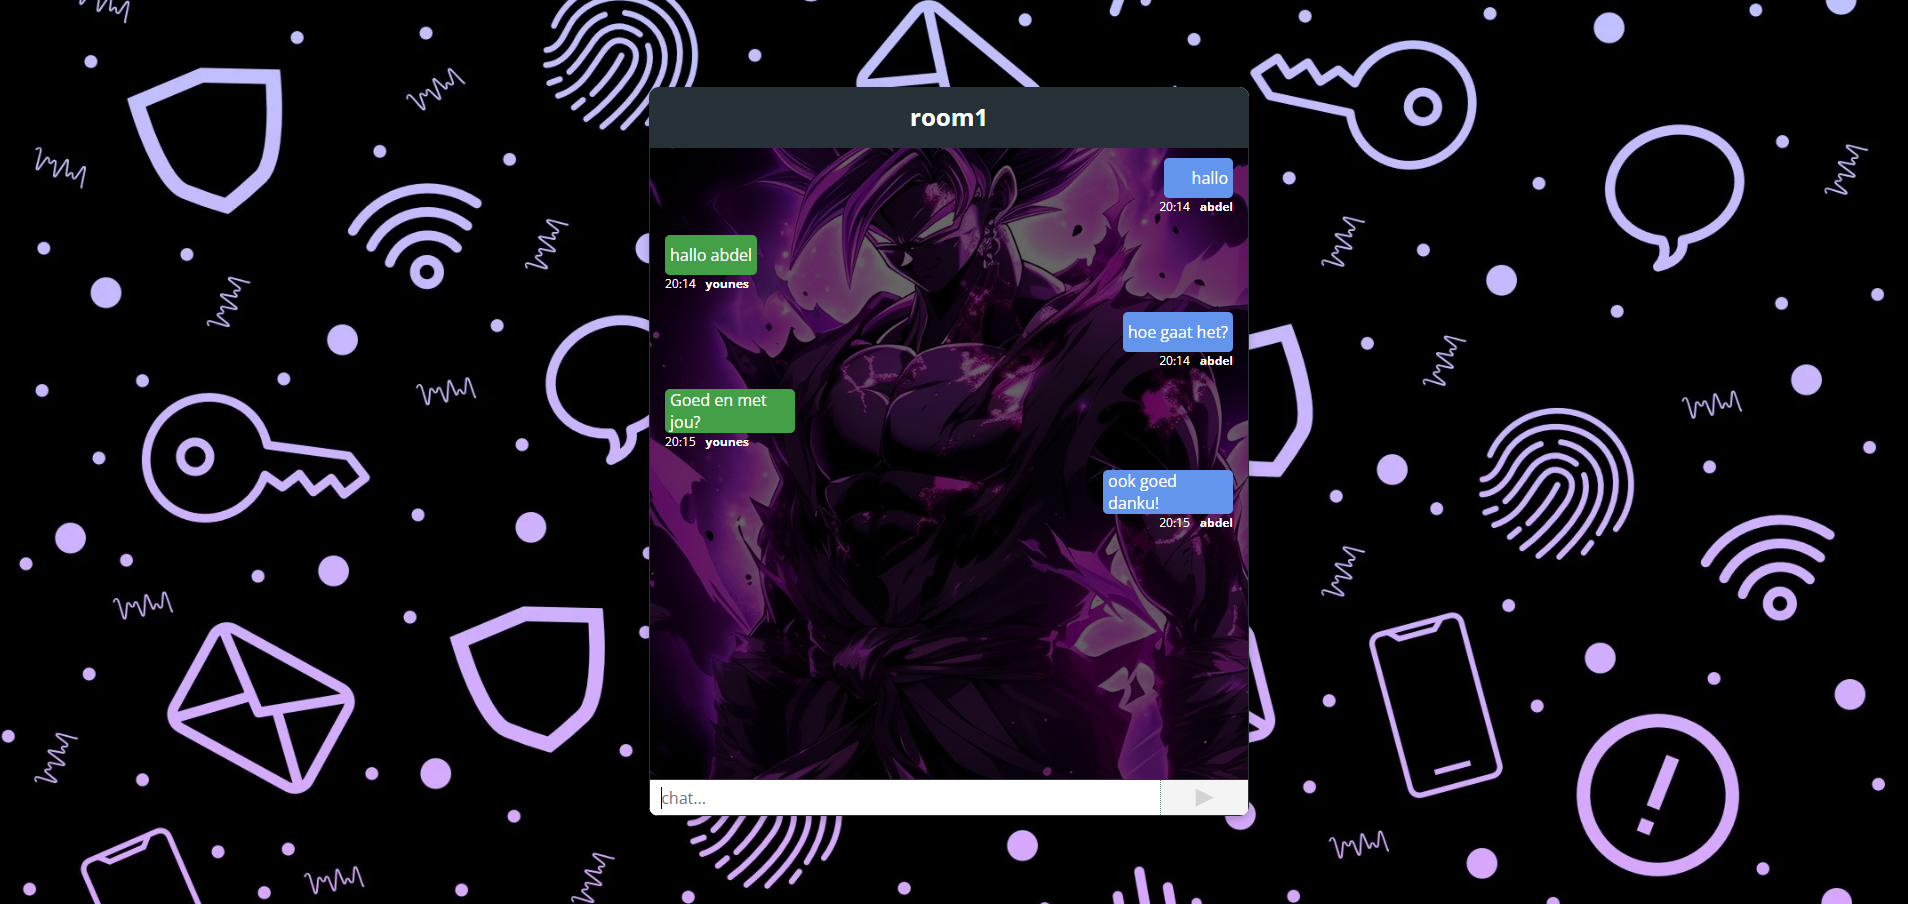 room1
hallo
20:14 abdel
hallo abdel
20:14 younes
hoe gaat het?
20:14 abdel
Goed en met
jou?
20:15 younes
ook goed
danku!
20:15 abdel
chat...